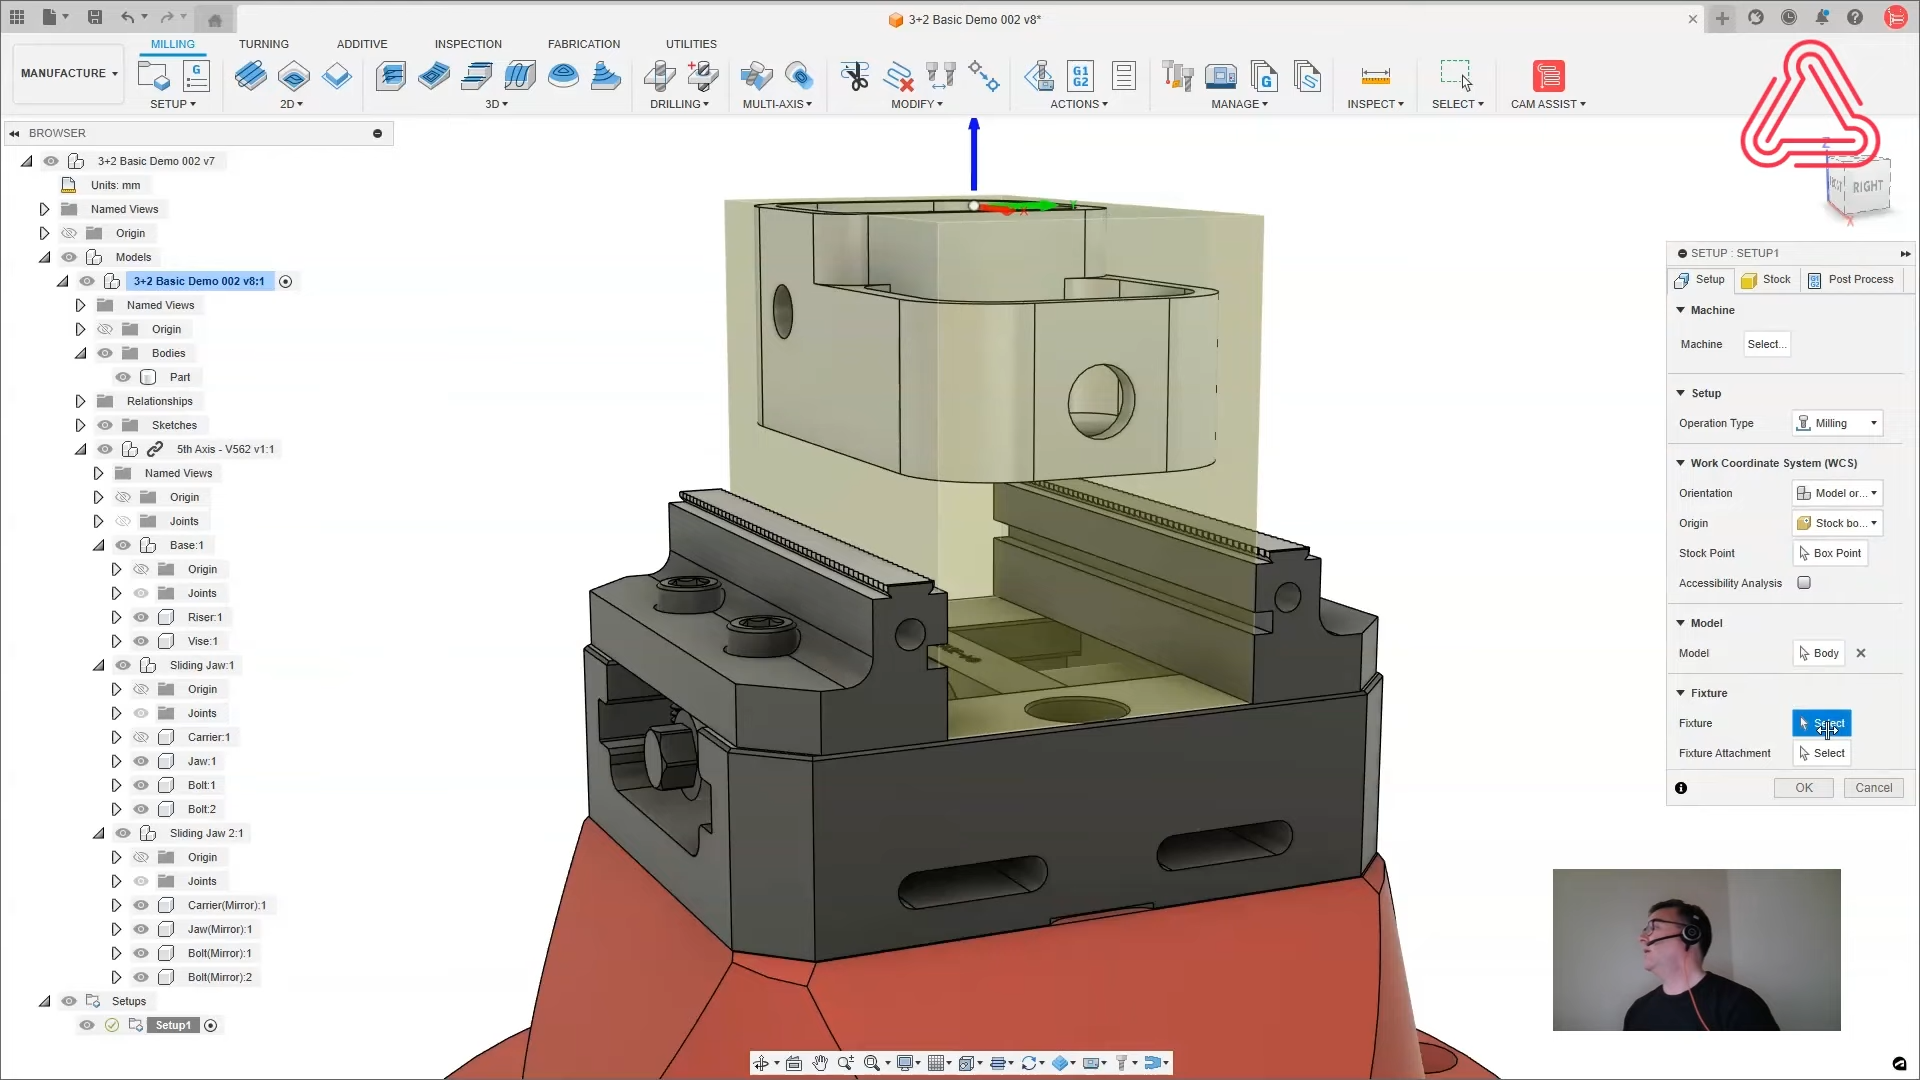 3+2 Basic Demo 002 v8*
MANUFACTURE
MILLING
TURNING
ADDITIVE
INSPECTION
FABRICATION
UTILITIES
SETUP
2D
3D
DRILLING
MULTI-AXIS
MODIFY
ACTIONS
MANAGE
INSPECT
SELECT
CAM ASSIST
BROWSER
3+2 Basic Demo 002 v7
Units: mm
Named Views
Origin
Models
3+2 Basic Demo 002 v8:1
Named Views
Origin
Bodies
Part
Relationships
Sketches
5th Axis - V562 v1:1
Named Views
Origin
Joints
Base:1
Origin
Joints
Riser:1
Vise:1
Sliding Jaw:1
Origin
Joints
Carrier:1
Jaw:1
Bolt:1
Bolt:2
Sliding Jaw 2:1
Origin
Joints
Carrier(Mirror):1
Jaw(Mirror):1
Bolt(Mirror):1
Bolt(Mirror):2
Setups
Setup1
Z
RIGHT
X
SETUP : SETUP1
Setup
Stock
Post Process
Machine
Machine Select...
Setup
Operation Type Milling
Work Coordinate System (WCS)
Orientation Model or...
Origin Stock bo...
Stock Point Box Point
Accessibility Analysis
Model
Model Body
Fixture
Fixture Select
Fixture Attachment Select
OK
Cancel